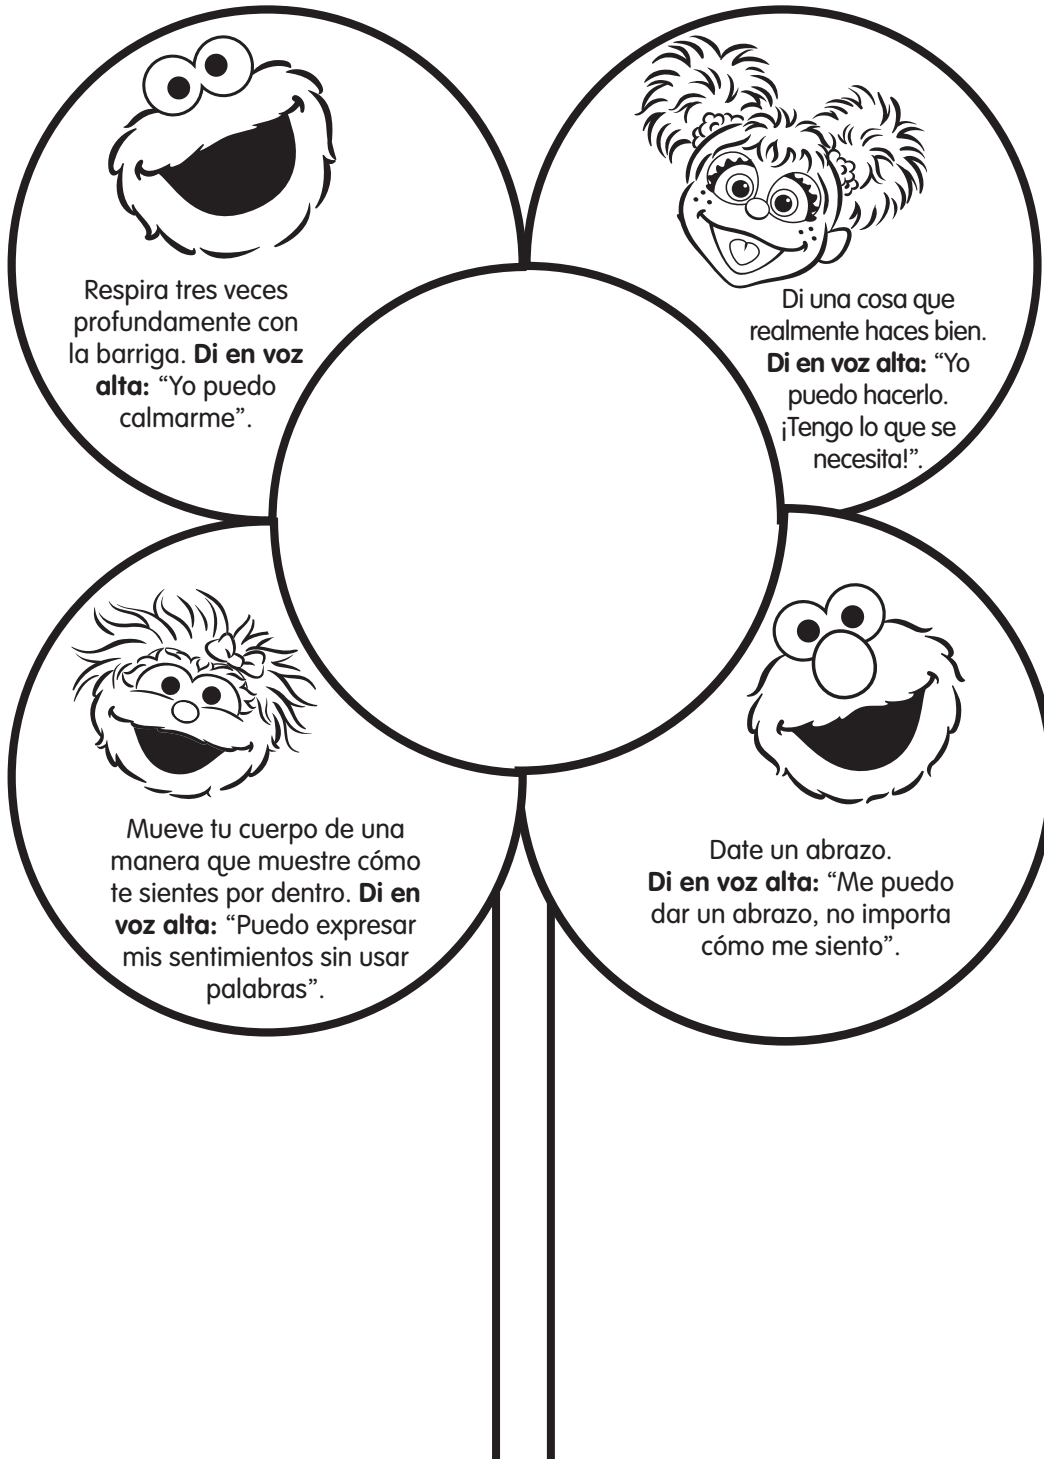 Respira tres veces
profundamente con
la barriga. Di en voz
alta: “Yo puedo
calmarme”.
Di una cosa que
realmente haces bien.
Di en voz alta: “Yo
puedo hacerlo.
¡Tengo lo que se
necesita!”.
Mueve tu cuerpo de una
manera que muestre cómo
te sientes por dentro. Di en
voz alta: “Puedo expresar
mis sentimientos sin usar
palabras”.
Date un abrazo.
Di en voz alta: “Me puedo
dar un abrazo, no importa
cómo me siento”.